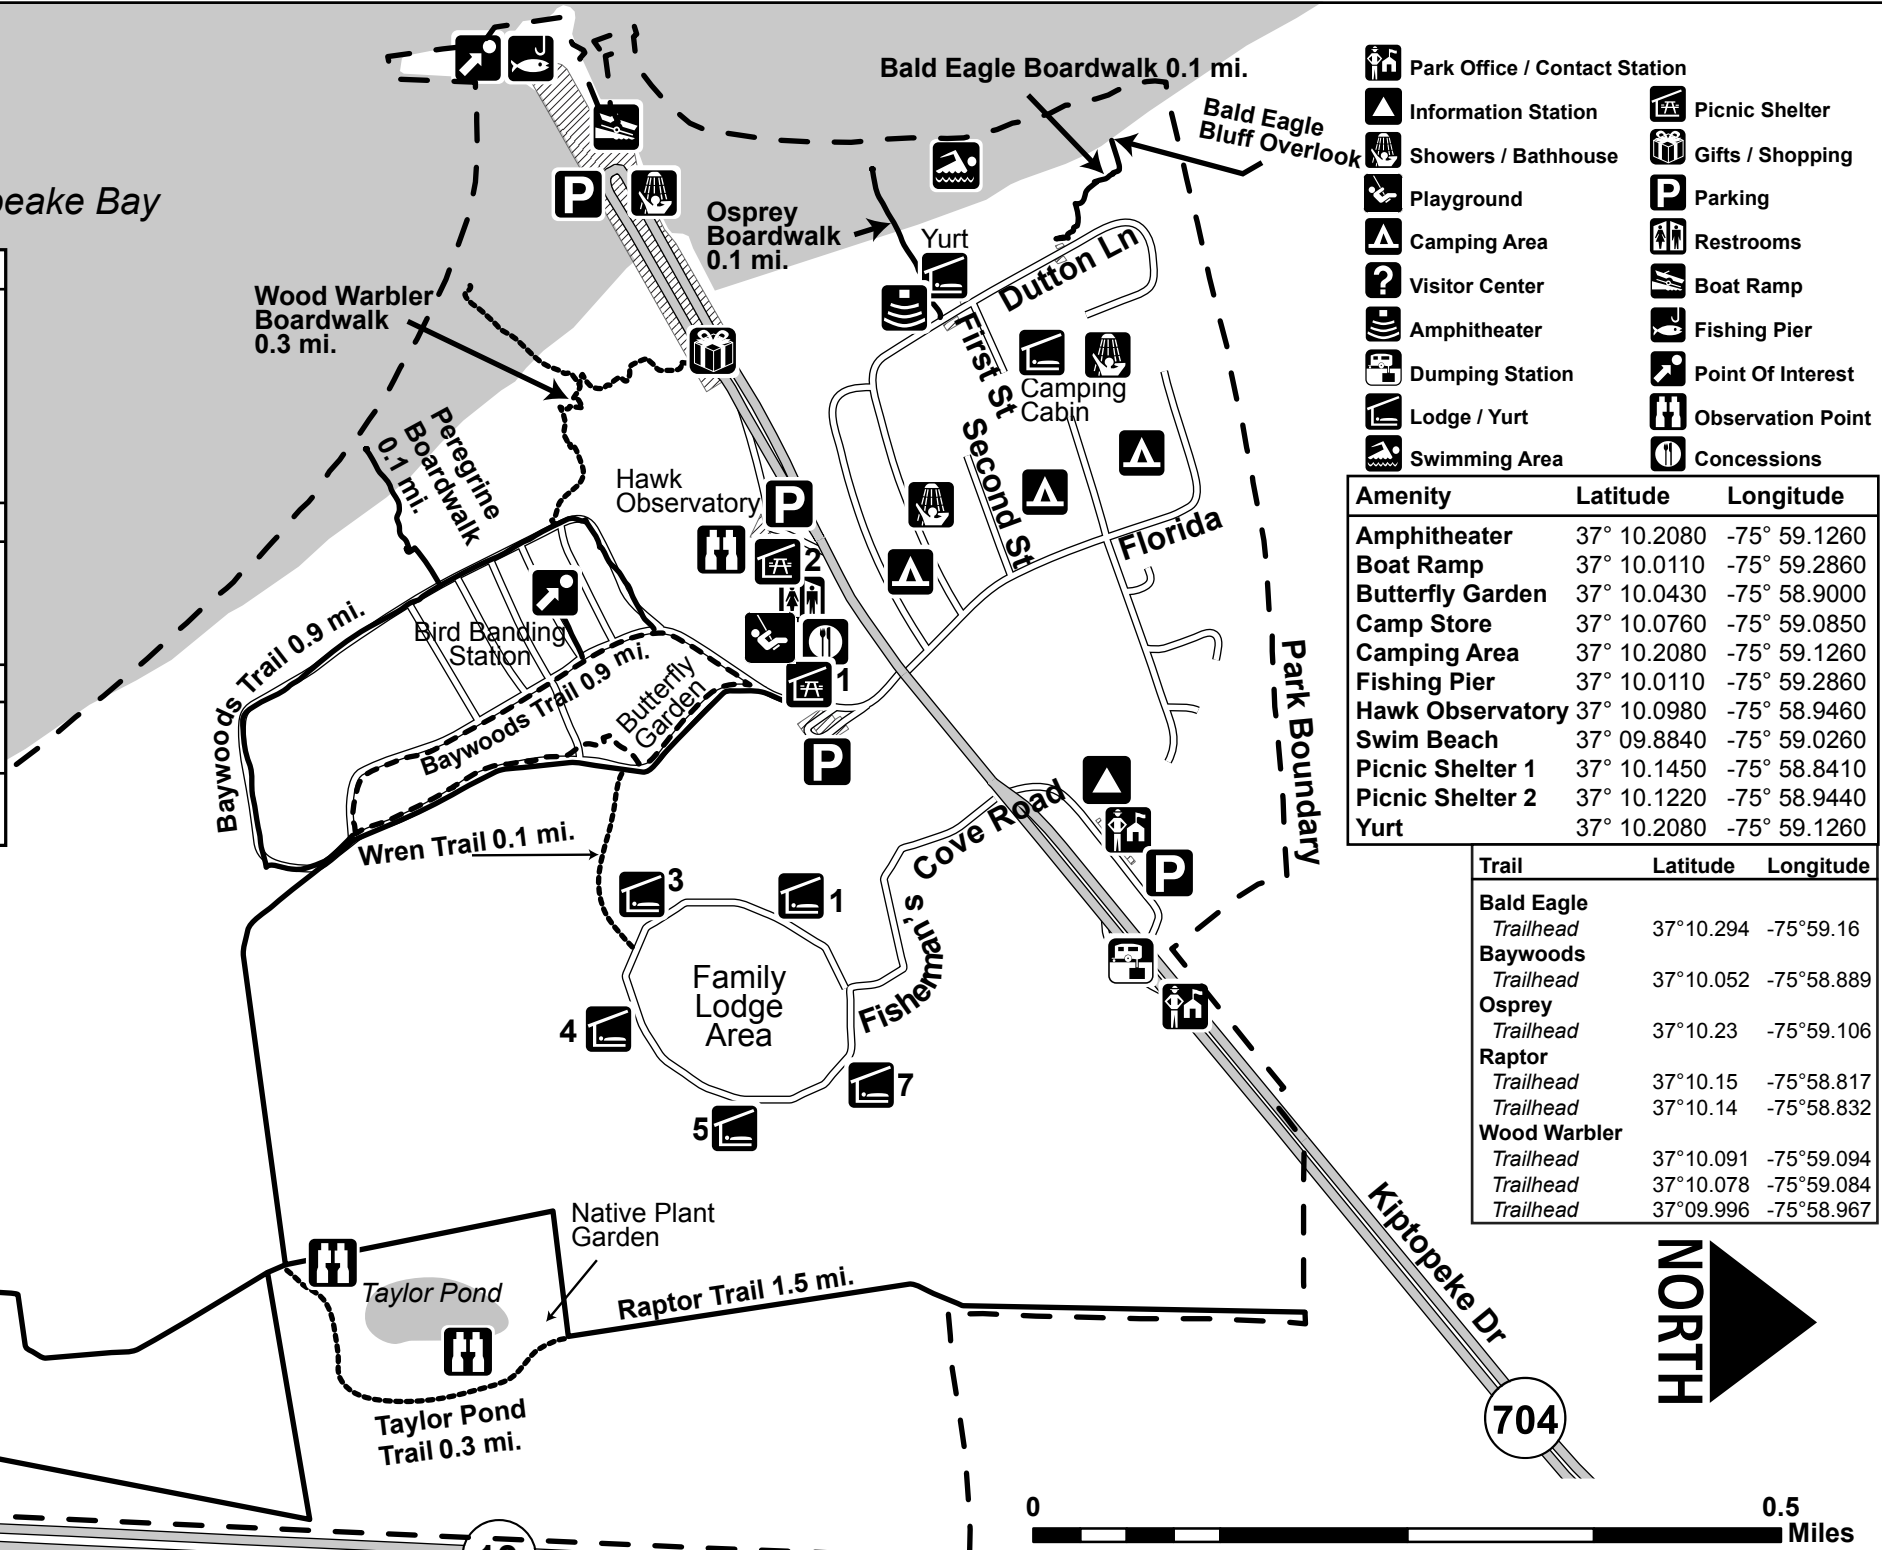 Bald Eagle Boardwalk 0.1 mi.
Bald Eagle
Bluff Overlook
Bay
Osprey
Boardwalk
0.1 mi.
Yurt
Dutton Ln
Wood Warbler
Boardwalk
0.3 mi.
First St
Camping
Cabin
Peregrine
Boardwalk
0.1 mi.
Second St
Hawk
Observatory
P
P
2
Florida
Baywoods Trail 0.9 mi.
Bird Banding
Station
Baywoods Trail 0.9 mi.
Butterfly
Garden
1
P
Park Boundary
Wren Trail 0.1 mi.
Fisherman's Cove Road
P
3
1
Family
Lodge
Area
4
7
5
Native Plant
Garden
Taylor Pond
Raptor Trail 1.5 mi.
Taylor Pond
Trail 0.3 mi.
Kiptopeke Dr
704
Park Office / Contact Station
Information Station
Showers / Bathhouse
Playground
Camping Area
? Visitor Center
Amphitheater
Dumping Station
Lodge / Yurt
Swimming Area
Picnic Shelter
Gifts / Shopping
P Parking
Restrooms
Boat Ramp
Fishing Pier
Point Of Interest
Observation Point
Concessions
Amenity Latitude Longitude
Amphitheater 37° 10.2080 -75° 59.1260
Boat Ramp 37° 10.0110 -75° 59.2860
Butterfly Garden 37° 10.0430 -75° 58.9000
Camp Store 37° 10.0760 -75° 59.0850
Camping Area 37° 10.2080 -75° 59.1260
Fishing Pier 37° 10.0110 -75° 59.2860
Hawk Observatory 37° 10.0980 -75° 58.9460
Swim Beach 37° 09.8840 -75° 59.0260
Picnic Shelter 1 37° 10.1450 -75° 58.8410
Picnic Shelter 2 37° 10.1220 -75° 58.9440
Yurt 37° 10.2080 -75° 59.1260
Trail Latitude Longitude
Bald Eagle
Trailhead 37°10.294 -75°59.16
Baywoods
Trailhead 37°10.052 -75°58.889
Osprey
Trailhead 37°10.23 -75°59.106
Raptor
Trailhead 37°10.15 -75°58.817
Trailhead 37°10.14 -75°58.832
Wood Warbler
Trailhead 37°10.091 -75°59.094
Trailhead 37°10.078 -75°59.084
Trailhead 37°09.996 -75°58.967
NORTH
0 0.5
Miles